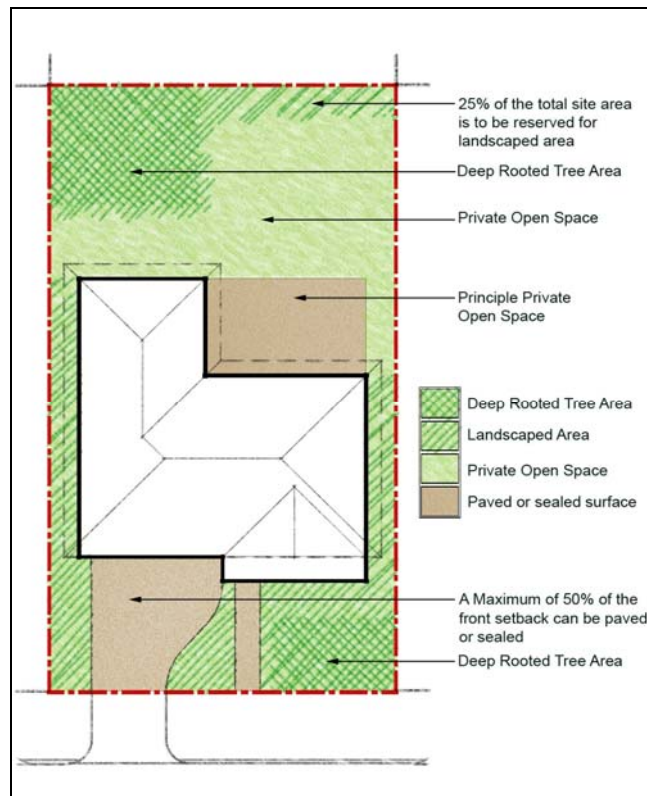 25% of the total site area
is to be reserved for
landscaped area
Deep Rooted Tree Area
Private Open Space
Principle Private
Open Space
Deep Rooted Tree Area
Landscaped Area
Private Open Space
Paved or sealed surface
A Maximum of 50% of the
front setback can be paved
or sealed
Deep Rooted Tree Area